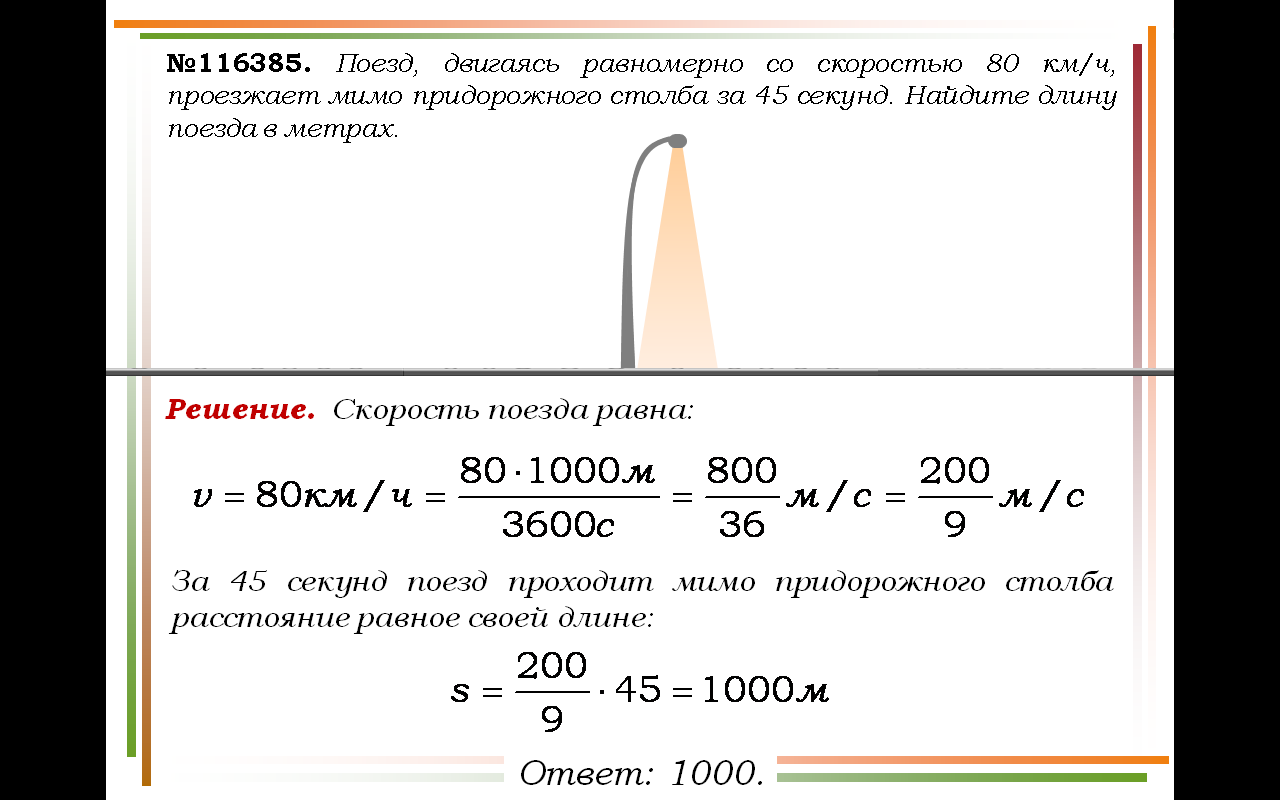 №116385. Поезд, двигаясь равномерно со скоростью 80 км/ч,
проезжает мимо придорожного столба за 45 секунд. Найдите длину
поезда в метрах.
Решение. Скорость поезда равна:
υ = 80км / ч = 80 · 1000м / 3600с = 800 / 36 м / с = 200 / 9 м / с
За 45 секунд поезд проходит мимо придорожного столба
расстояние равное своей длине:
s = 200 / 9 · 45 = 1000м
Ответ: 1000.